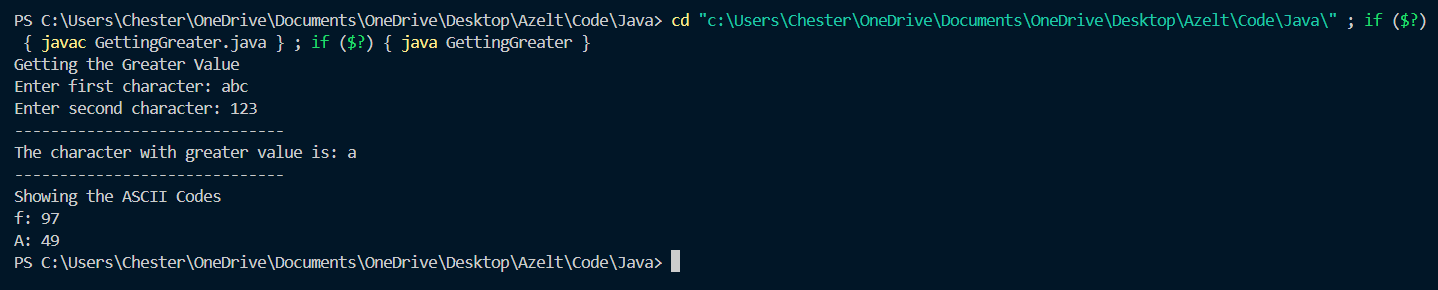 PS C:\Users\Chester\OneDrive\Documents\OneDrive\Desktop\Azelt\Code\Java> cd "c:\Users\Chester\OneDrive\Documents\OneDrive\Desktop\Azelt\Code\Java\" ; if ($?)
{ javac GettingGreater.java } ; if ($?) { java GettingGreater }
Getting the Greater Value
Enter first character: abc
Enter second character: 123
------------------------------
The character with greater value is: a
------------------------------
Showing the ASCII Codes
f: 97
A: 49
PS C:\Users\Chester\OneDrive\Documents\OneDrive\Desktop\Azelt\Code\Java>